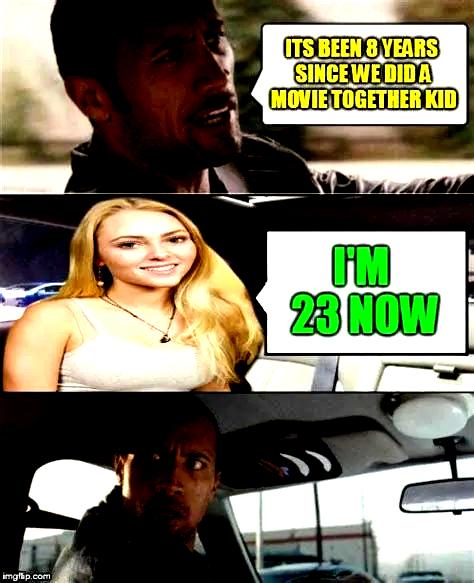 ITS BEEN 8 YEARS
SINCE WE DID A
MOVIE TOGETHER KID
I'M
23 NOW
imgflip.com